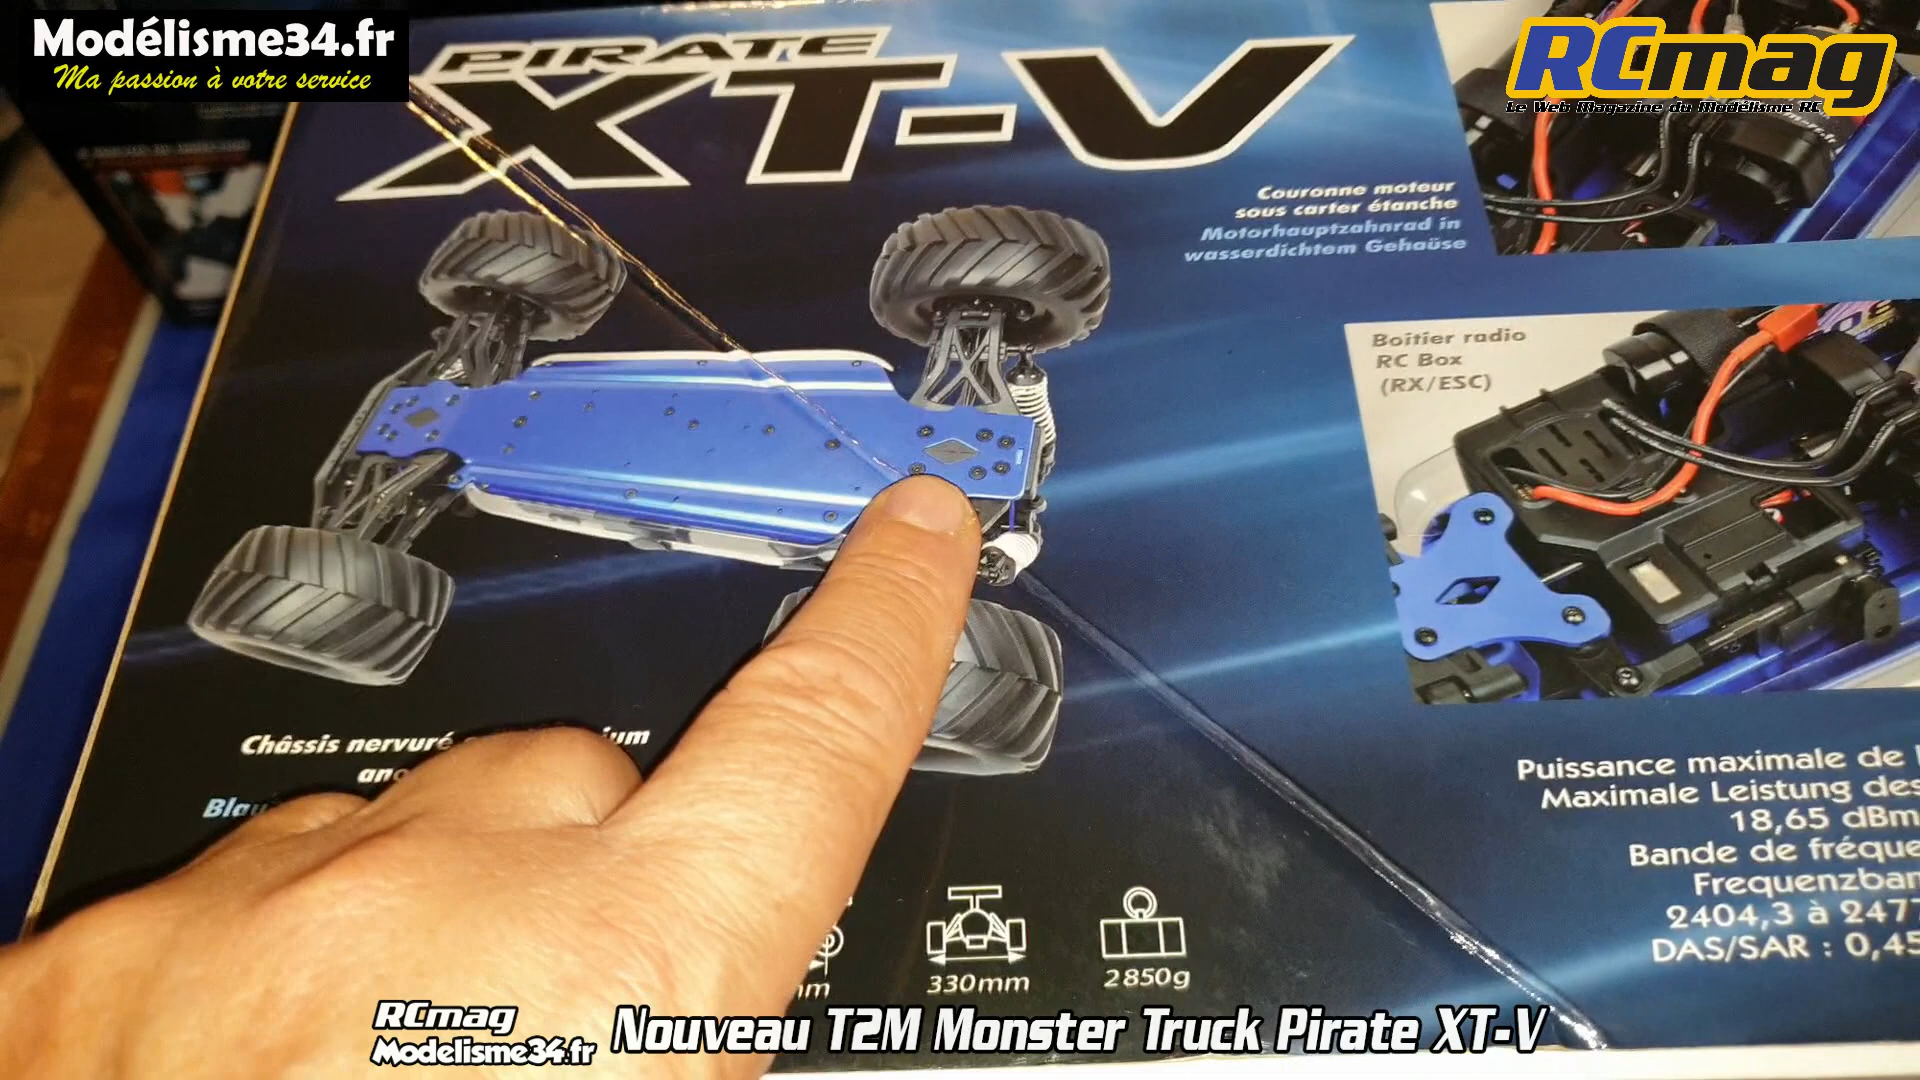 Modélisme34.fr
Ma passion à votre service
RCmag
Le Web Magazine du Modélisme RC
PIRATE
XT-V
Couronne moteur
sous carter étanche
Motorhauptzahnrad in
wasserdichtem Gehaüse
Boîtier radio
RC Box
(RX/ESC)
Châssis nervuré
Puissance maximale de
Maximale Leistung des
18,65 dBm
Bande de fréque
Frequenzban
2404,3 à 247
DAS/SAR : 0,45
330mm
2850g
RCmag
Modelisme34.fr
Nouveau T2M Monster Truck Pirate XT-V